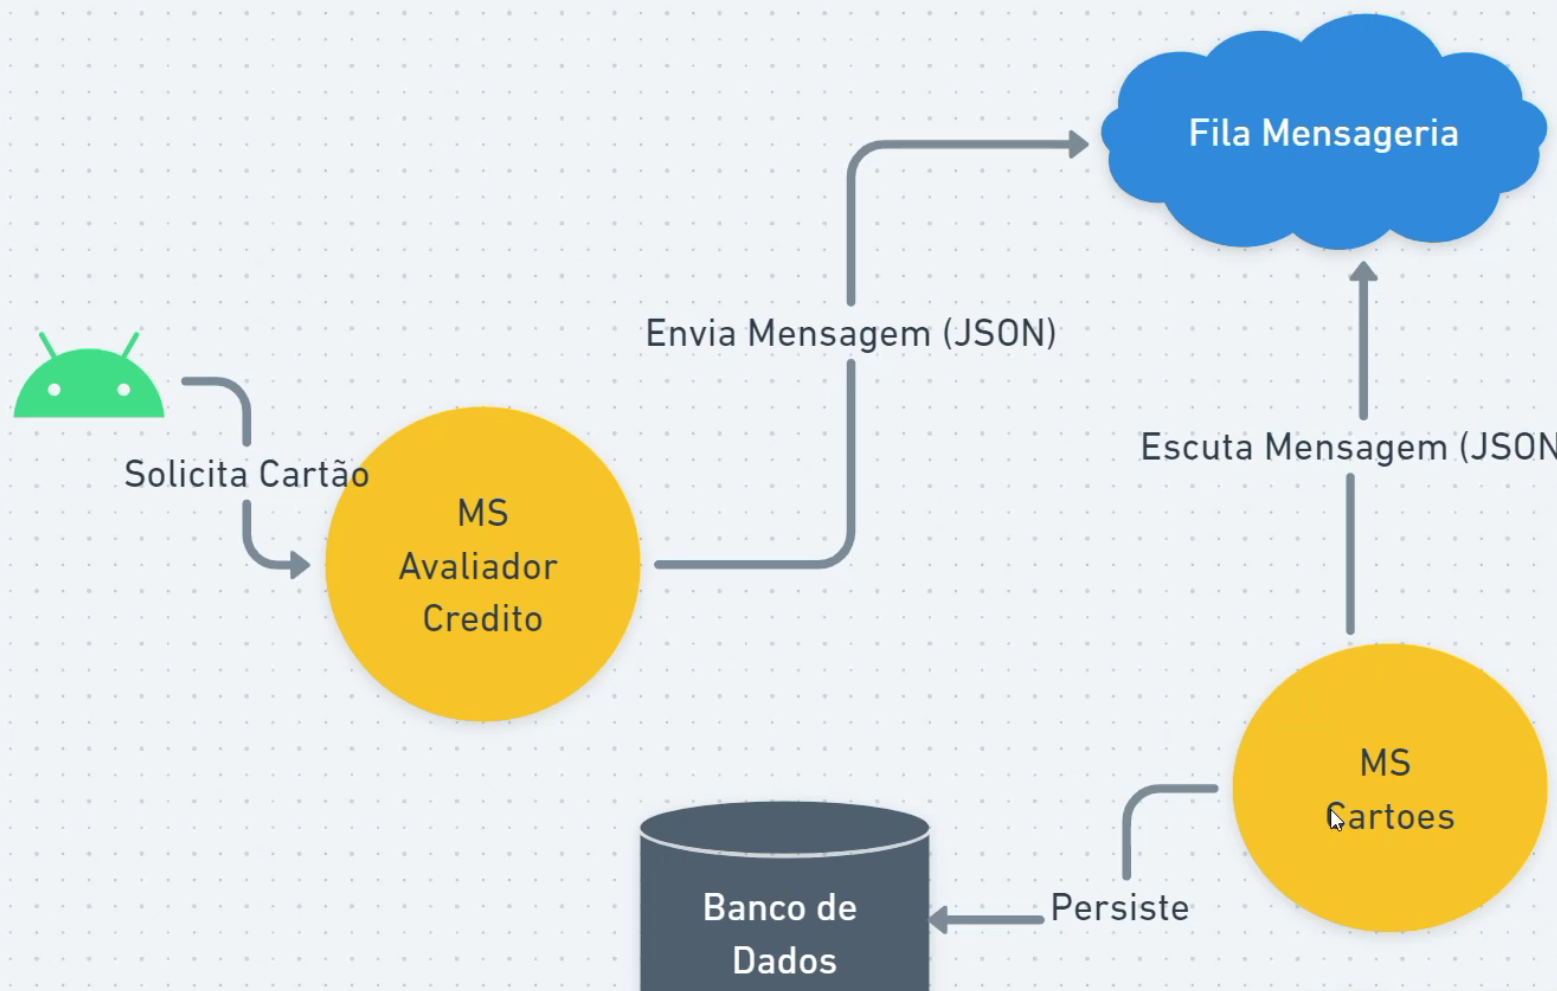 Fila Mensageria
Envia Mensagem (JSON)
Escuta Mensagem (JSON
Solicita Cartão
MS
Avaliador
Credito
MS
Cartoes
Persiste
Banco de
Dados